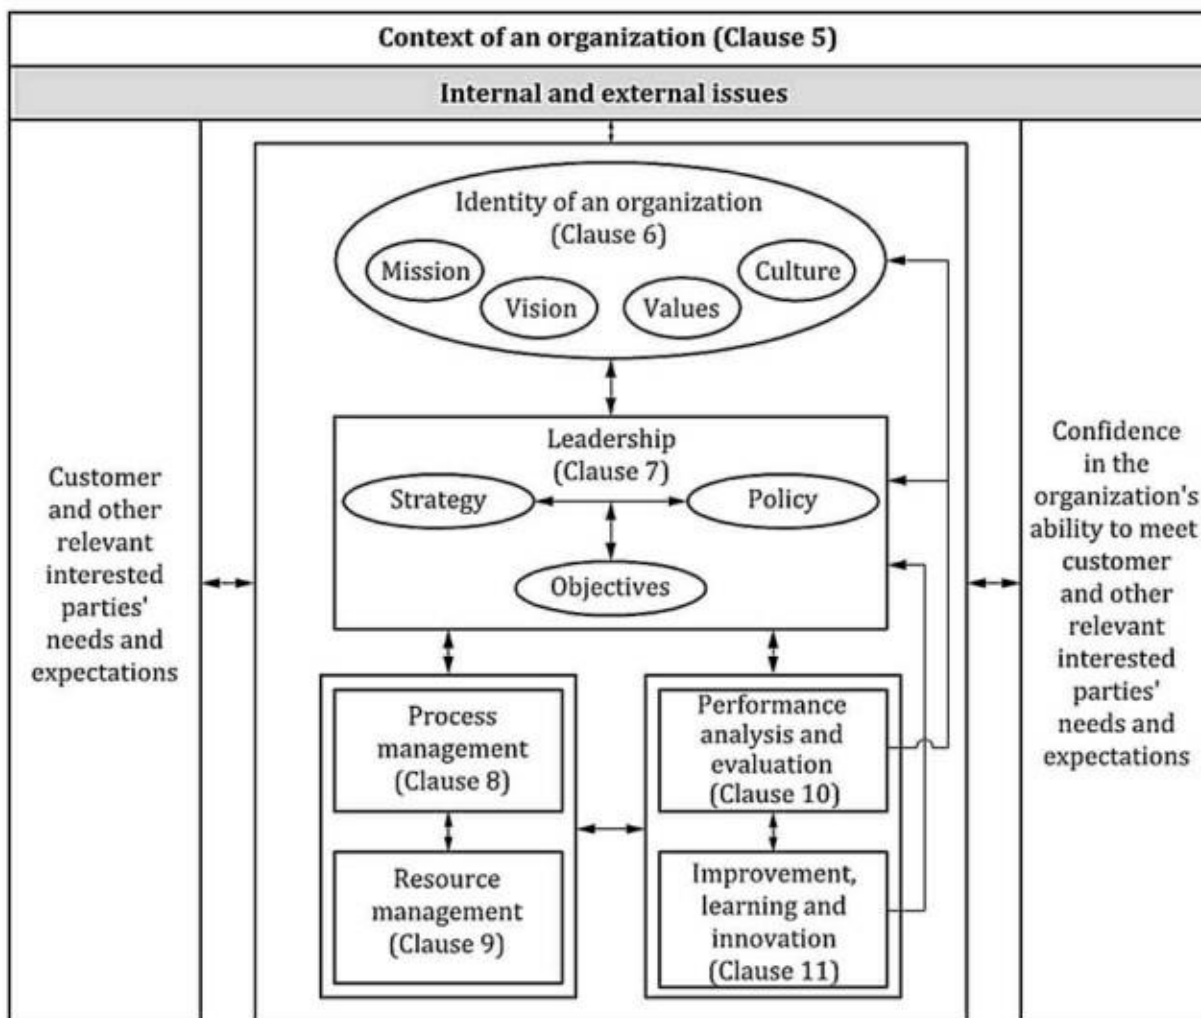 Context of an organization (Clause 5)
Internal and external issues
Customer
and other
relevant
interested
parties'
needs and
expectations
Identity of an organization
(Clause 6)
Mission
Vision
Values
Culture
Leadership
(Clause 7)
Strategy
Policy
Objectives
Process
management
(Clause 8)
Resource
management
(Clause 9)
Performance
analysis and
evaluation
(Clause 10)
Improvement,
learning and
innovation
(Clause 11)
Confidence
in the
organization's
ability to meet
customer
and other
relevant
interested
parties'
needs and
expectations